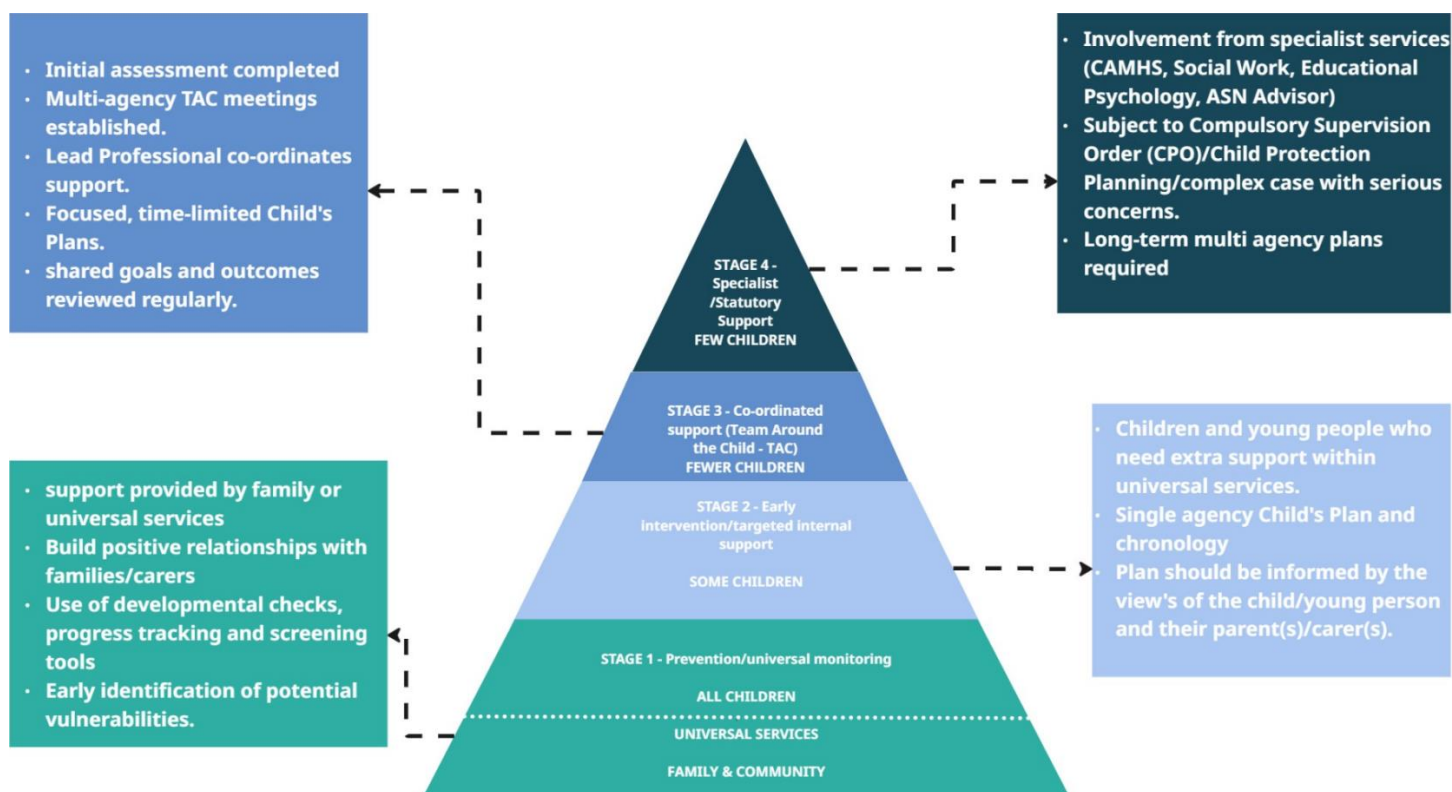 · Initial assessment completed
· Multi-agency TAC meetings
established.
· Lead Professional co-ordinates
support.
· Focused, time-limited Child's
Plans.
· shared goals and outcomes
reviewed regularly.
· Involvement from specialist services
(CAMHS, Social Work, Educational
Psychology, ASN Advisor)
· Subject to Compulsory Supervision
Order (CPO)/Child Protection
Planning/complex case with serious
concerns.
· Long-term multi agency plans
required
STAGE 4 -
Specialist
/Statutory
Support
FEW CHILDREN
STAGE 3 - Co-ordinated
support (Team Around
the Child - TAC)
FEWER CHILDREN
STAGE 2 - Early
intervention/targeted internal
support
SOME CHILDREN
STAGE 1 - Prevention/universal monitoring
ALL CHILDREN
UNIVERSAL SERVICES
FAMILY & COMMUNITY
· support provided by family or
universal services
· Build positive relationships with
families/carers
· Use of developmental checks,
progress tracking and screening
tools
· Early identification of potential
vulnerabilities.
· Children and young people who
need extra support within
universal services.
· Single agency Child's Plan and
chronology
· Plan should be informed by the
view's of the child/young person
and their parent(s)/carer(s).